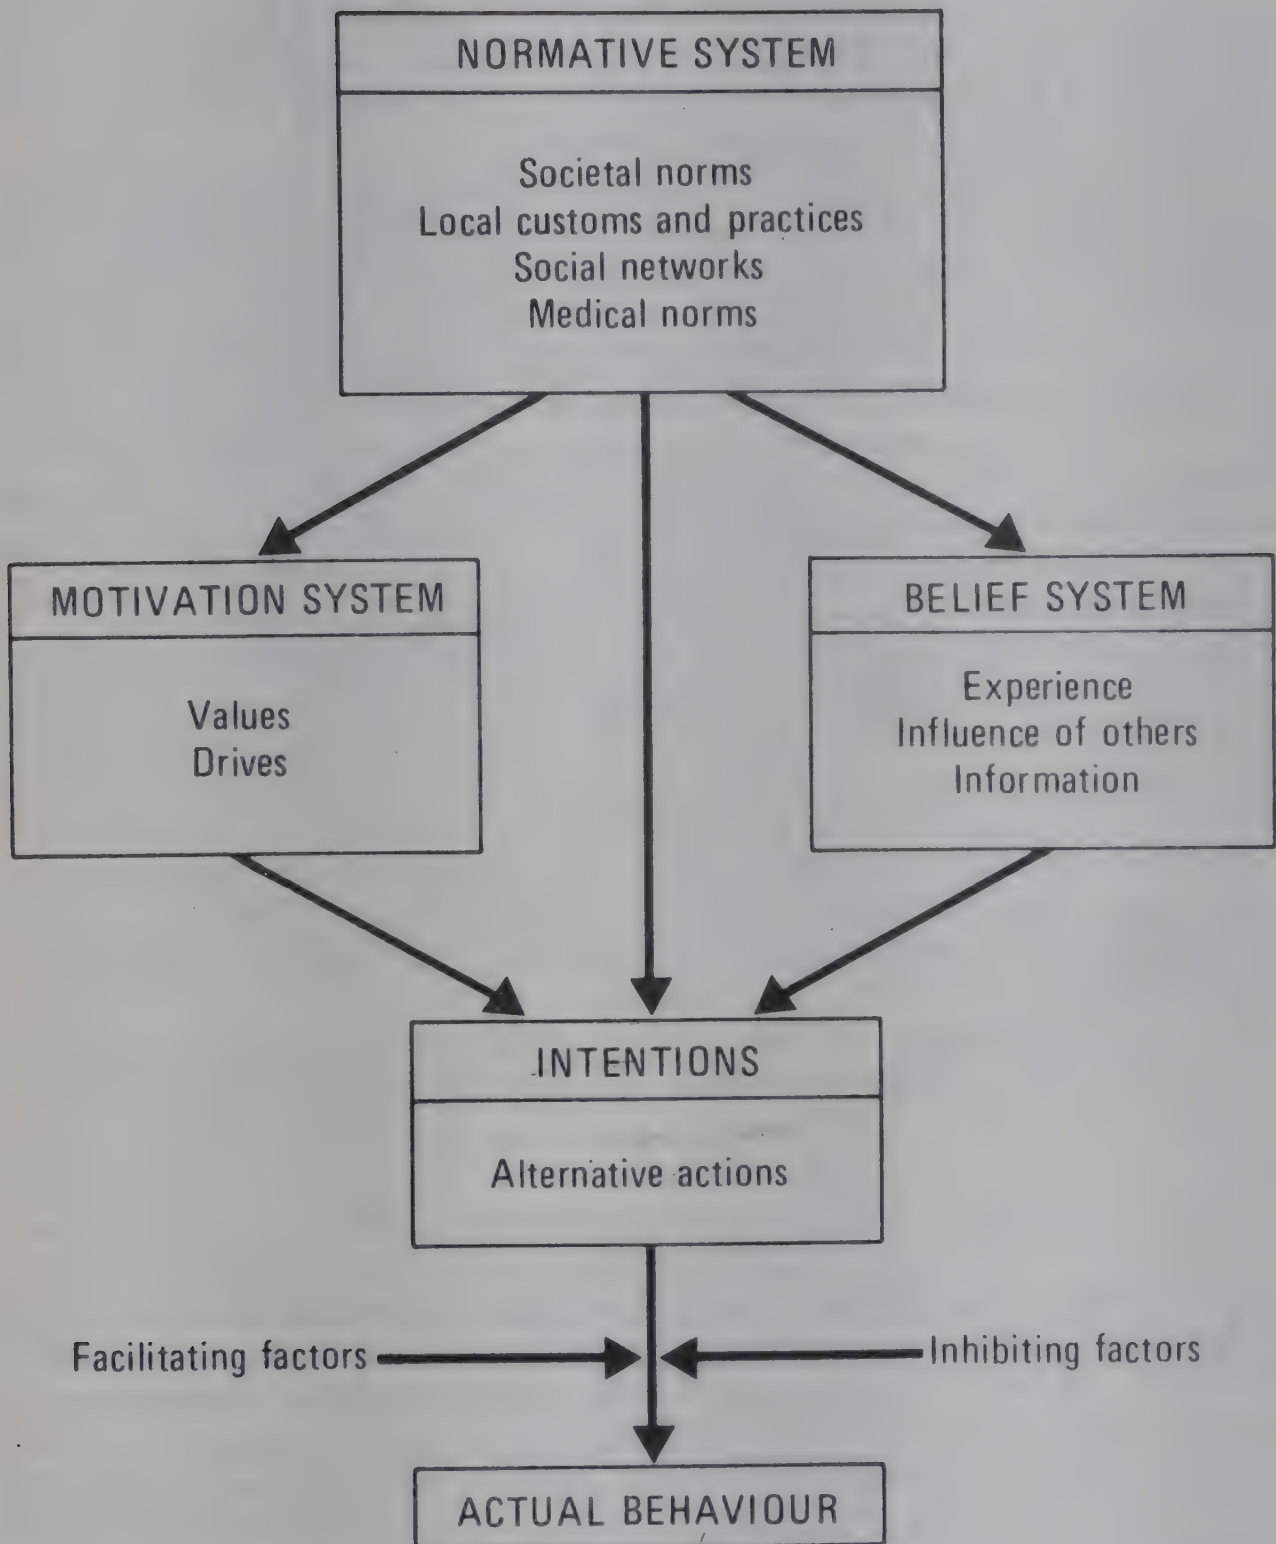 NORMATIVE SYSTEM
Societal norms
Local customs and practices
Social networks
Medical norms
MOTIVATION SYSTEM
Values
Drives
BELIEF SYSTEM
Experience
Influence of others
Information
INTENTIONS
Alternative actions
Facilitating factors
Inhibiting factors
ACTUAL BEHAVIOUR